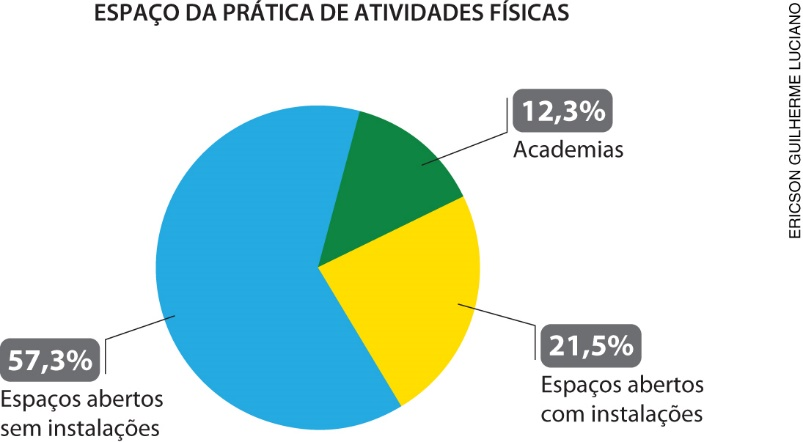 ESPAÇO DA PRÁTICA DE ATIVIDADES FÍSICAS
12,3%
Academias
21,5%
Espaços abertos
com instalações
57,3%
Espaços abertos
sem instalações
ERICSON GUILHERME LUCIANO